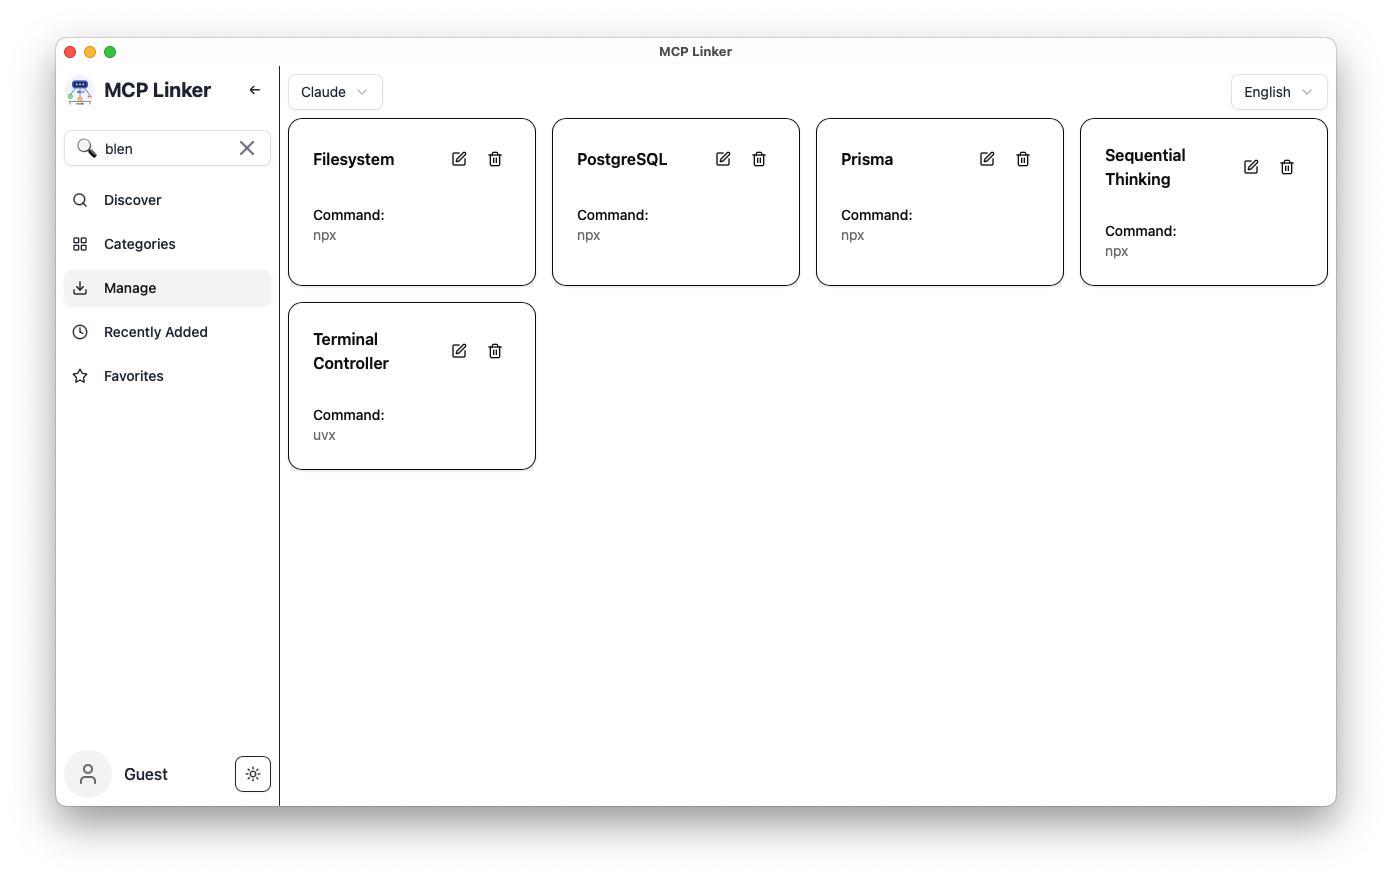 MCP Linker
MCP Linker
Claude
English
blen
Discover
Categories
Manage
Recently Added
Favorites
Filesystem
Command:
npx
PostgreSQL
Command:
npx
Prisma
Command:
npx
Sequential
Thinking
Command:
npx
Terminal
Controller
Command:
uvx
Guest